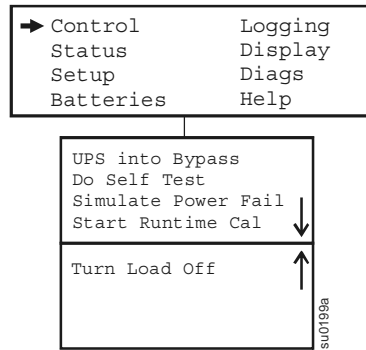 Control Logging
Status Display
Setup Diags
Batteries Help
UPS into Bypass
Do Self Test
Simulate Power Fail
Start Runtime Cal
Turn Load Off
su0199a